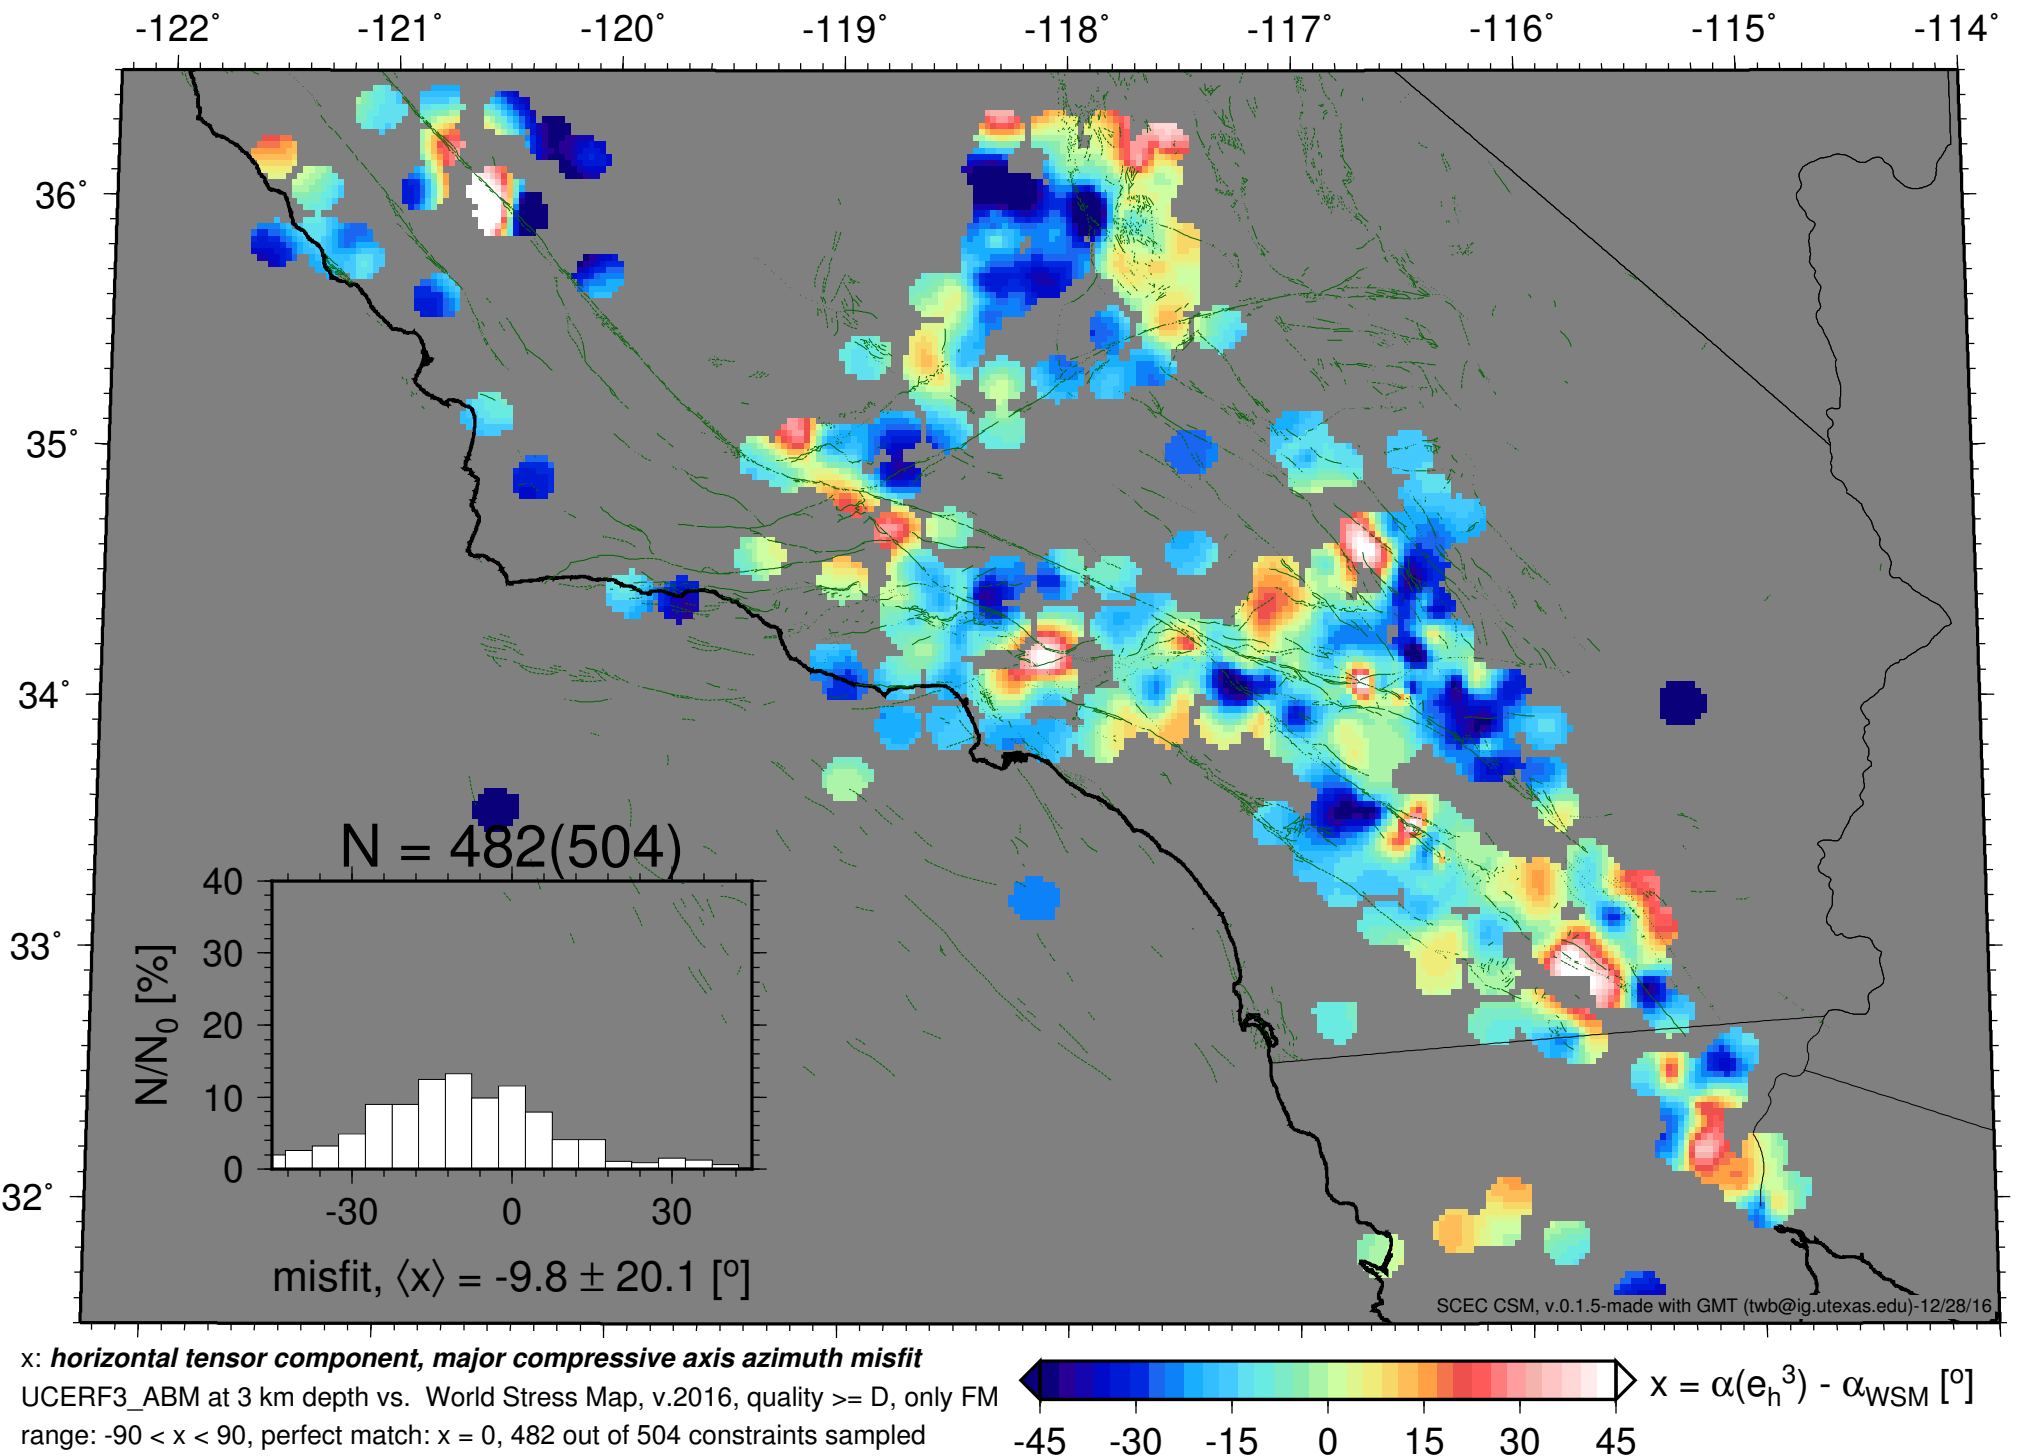 -122° -121° -120° -119° -118° -117° -116° -115° -114°
36°
35°
34°
33°
32°
N = 482(504)
40
30
20
10
0
N/N0 [%]
-30 0 30
misfit, ⟨x⟩ = -9.8 ± 20.1 [º]
SCEC CSM, v.0.1.5-made with GMT (twb@ig.utexas.edu)-12/28/16
x: horizontal tensor component, major compressive axis azimuth misfit
UCERF3_ABM at 3 km depth vs. World Stress Map, v.2016, quality >= D, only FM
range: -90 < x < 90, perfect match: x = 0, 482 out of 504 constraints sampled
x = α(eh3) - αWSM [º]
-45 -30 -15 0 15 30 45